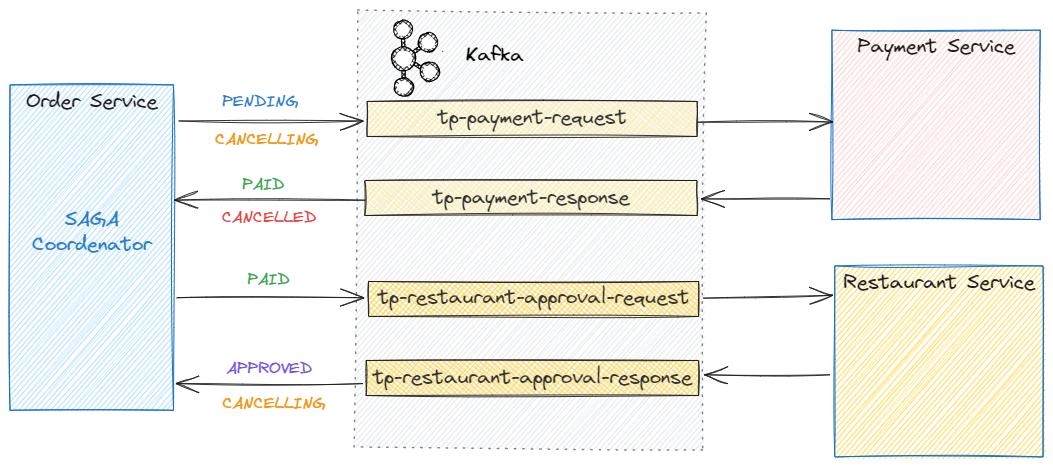 Kafka
Payment Service
Order Service
PENDING
tp-payment-request
CANCELLING
PAID
tp-payment-response
CANCELLED
SAGA
Coordenator
PAID
Restaurant Service
tp-restaurant-approval-request
APPROVED
tp-restaurant-approval-response
CANCELLING